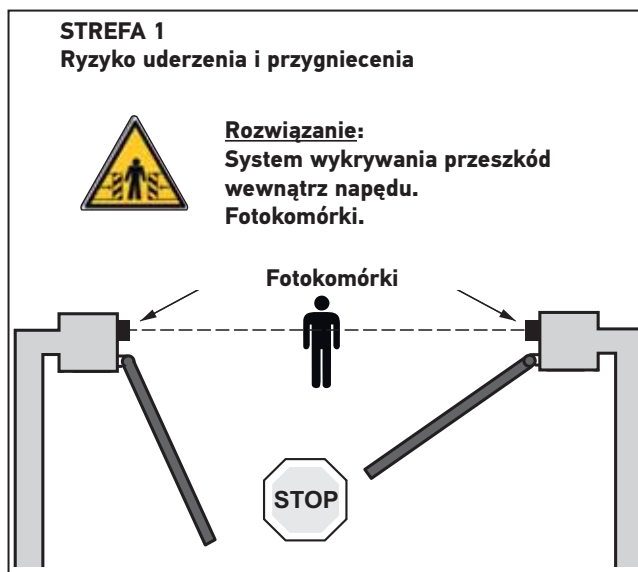 STREFA 1
Ryzyko uderzenia i przygniecenia
Rozwiązanie:
System wykrywania przeszkód
wewnątrz napędu.
Fotokomórki.
Fotokomórki
STOP